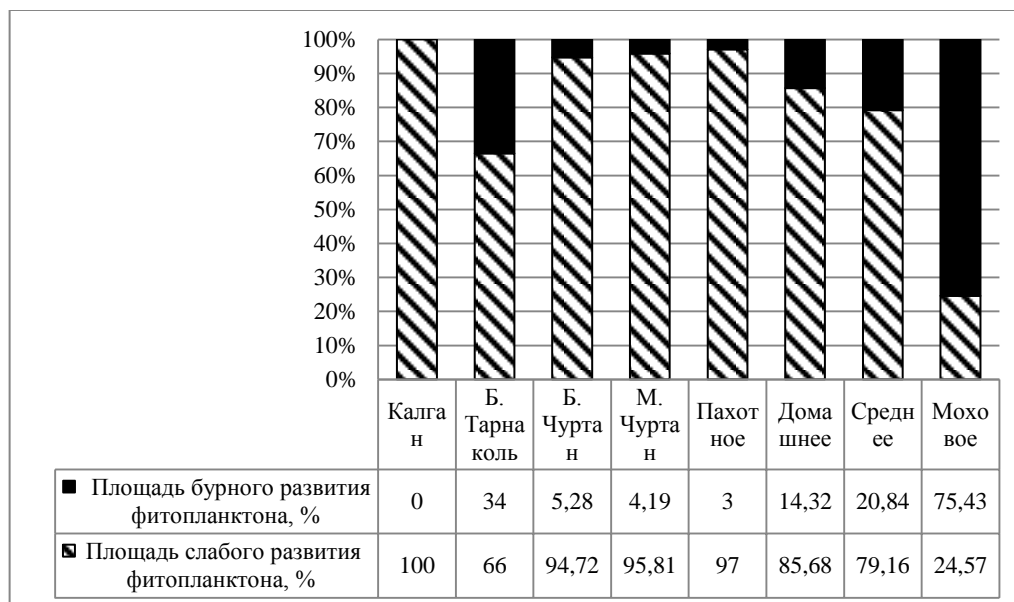 100%
90%
80%
70%
60%
50%
40%
30%
20%
10%
0%
Калга
н
Б.
Тарна
коль
Б.
Чурта
н
М.
Чурта
н
Пахот
ное
Дома
шнее
Средн
ее
Мохо
вое
Площадь бурного развития
фитопланктона, %
0 34 5,28 4,19 3 14,32 20,84 75,43
Площадь слабого развития
фитопланктона, %
100 66 94,72 95,81 97 85,68 79,16 24,57